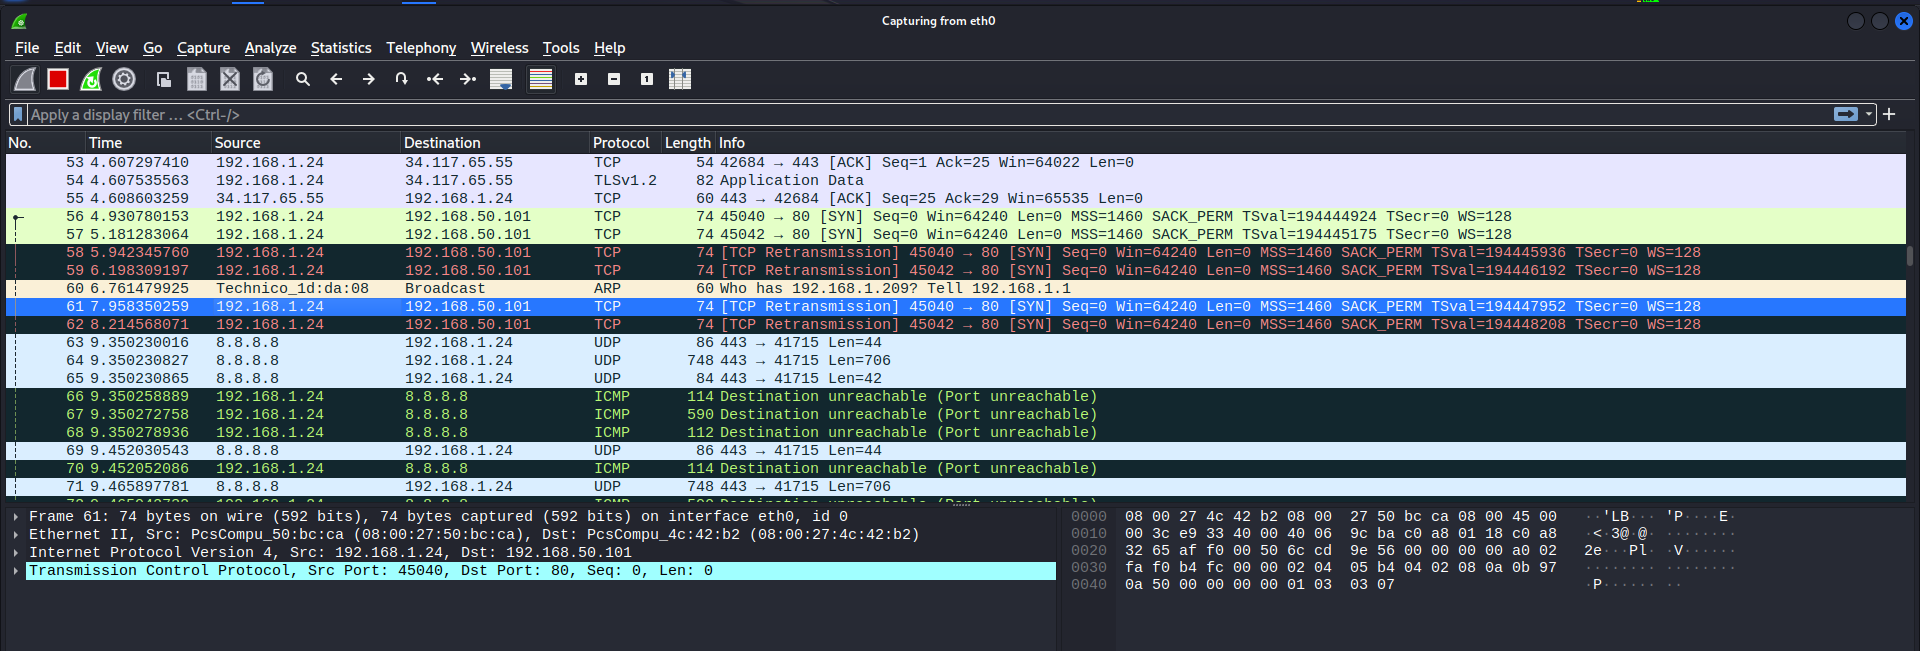 Capturing from eth0
File Edit View Go Capture Analyze Statistics Telephony Wireless Tools Help
Apply a display filter ... <Ctrl-/>
No. Time Source Destination Protocol Length Info
53 4.607297410 192.168.1.24 34.117.65.55 TCP 54 42684 → 443 [ACK] Seq=1 Ack=25 Win=64022 Len=0
54 4.607535563 192.168.1.24 34.117.65.55 TLSv1.2 82 Application Data
55 4.608603259 34.117.65.55 192.168.1.24 TCP 60 443 → 42684 [ACK] Seq=25 Ack=29 Win=65535 Len=0
56 4.930780153 192.168.1.24 192.168.50.101 TCP 74 45040 → 80 [SYN] Seq=0 Win=64240 Len=0 MSS=1460 SACK_PERM TSval=194444924 TSecr=0 WS=128
57 5.181283064 192.168.1.24 192.168.50.101 TCP 74 45042 → 80 [SYN] Seq=0 Win=64240 Len=0 MSS=1460 SACK_PERM TSval=194445175 TSecr=0 WS=128
58 5.942345760 192.168.1.24 192.168.50.101 TCP 74 [TCP Retransmission] 45040 → 80 [SYN] Seq=0 Win=64240 Len=0 MSS=1460 SACK_PERM TSval=194445936 TSecr=0 WS=128
59 6.198309197 192.168.1.24 192.168.50.101 TCP 74 [TCP Retransmission] 45042 → 80 [SYN] Seq=0 Win=64240 Len=0 MSS=1460 SACK_PERM TSval=194446192 TSecr=0 WS=128
60 6.761479925 Technico_1d:da:08 Broadcast ARP 60 Who has 192.168.1.209? Tell 192.168.1.1
61 7.958350259 192.168.1.24 192.168.50.101 TCP 74 [TCP Retransmission] 45040 → 80 [SYN] Seq=0 Win=64240 Len=0 MSS=1460 SACK_PERM TSval=194447952 TSecr=0 WS=128
62 8.214568071 192.168.1.24 192.168.50.101 TCP 74 [TCP Retransmission] 45042 → 80 [SYN] Seq=0 Win=64240 Len=0 MSS=1460 SACK_PERM TSval=194448208 TSecr=0 WS=128
63 9.350230016 8.8.8.8 192.168.1.24 UDP 86 443 → 41715 Len=44
64 9.350230827 8.8.8.8 192.168.1.24 UDP 748 443 → 41715 Len=706
65 9.350230865 8.8.8.8 192.168.1.24 UDP 84 443 → 41715 Len=42
66 9.350258889 192.168.1.24 8.8.8.8 ICMP 114 Destination unreachable (Port unreachable)
67 9.350272758 192.168.1.24 8.8.8.8 ICMP 590 Destination unreachable (Port unreachable)
68 9.350278936 192.168.1.24 8.8.8.8 ICMP 112 Destination unreachable (Port unreachable)
69 9.452030543 8.8.8.8 192.168.1.24 UDP 86 443 → 41715 Len=44
70 9.452052086 192.168.1.24 8.8.8.8 ICMP 114 Destination unreachable (Port unreachable)
71 9.465897781 8.8.8.8 192.168.1.24 UDP 748 443 → 41715 Len=706
Frame 61: 74 bytes on wire (592 bits), 74 bytes captured (592 bits) on interface eth0, id 0
Ethernet II, Src: PcsCompu_50:bc:ca (08:00:27:50:bc:ca), Dst: PcsCompu_4c:42:b2 (08:00:27:4c:42:b2)
Internet Protocol Version 4, Src: 192.168.1.24, Dst: 192.168.50.101
Transmission Control Protocol, Src Port: 45040, Dst Port: 80, Seq: 0, Len: 0
0000 08 00 27 4c 42 b2 08 00 27 50 bc ca 08 00 45 00 ··'LB··· 'P····E·
0010 00 3c e9 33 40 00 40 06 9c ba c0 a8 01 18 c0 a8 ·<·3@·@· ········
0020 32 65 af f0 00 50 6c cd 9e 56 00 00 00 00 a0 02 2e···Pl· ·V······
0030 fa f0 b4 fc 00 00 02 04 05 b4 04 02 08 0a 0b 97 ········ ········
0040 0a 50 00 00 00 00 01 03 03 07 ·P······ ··